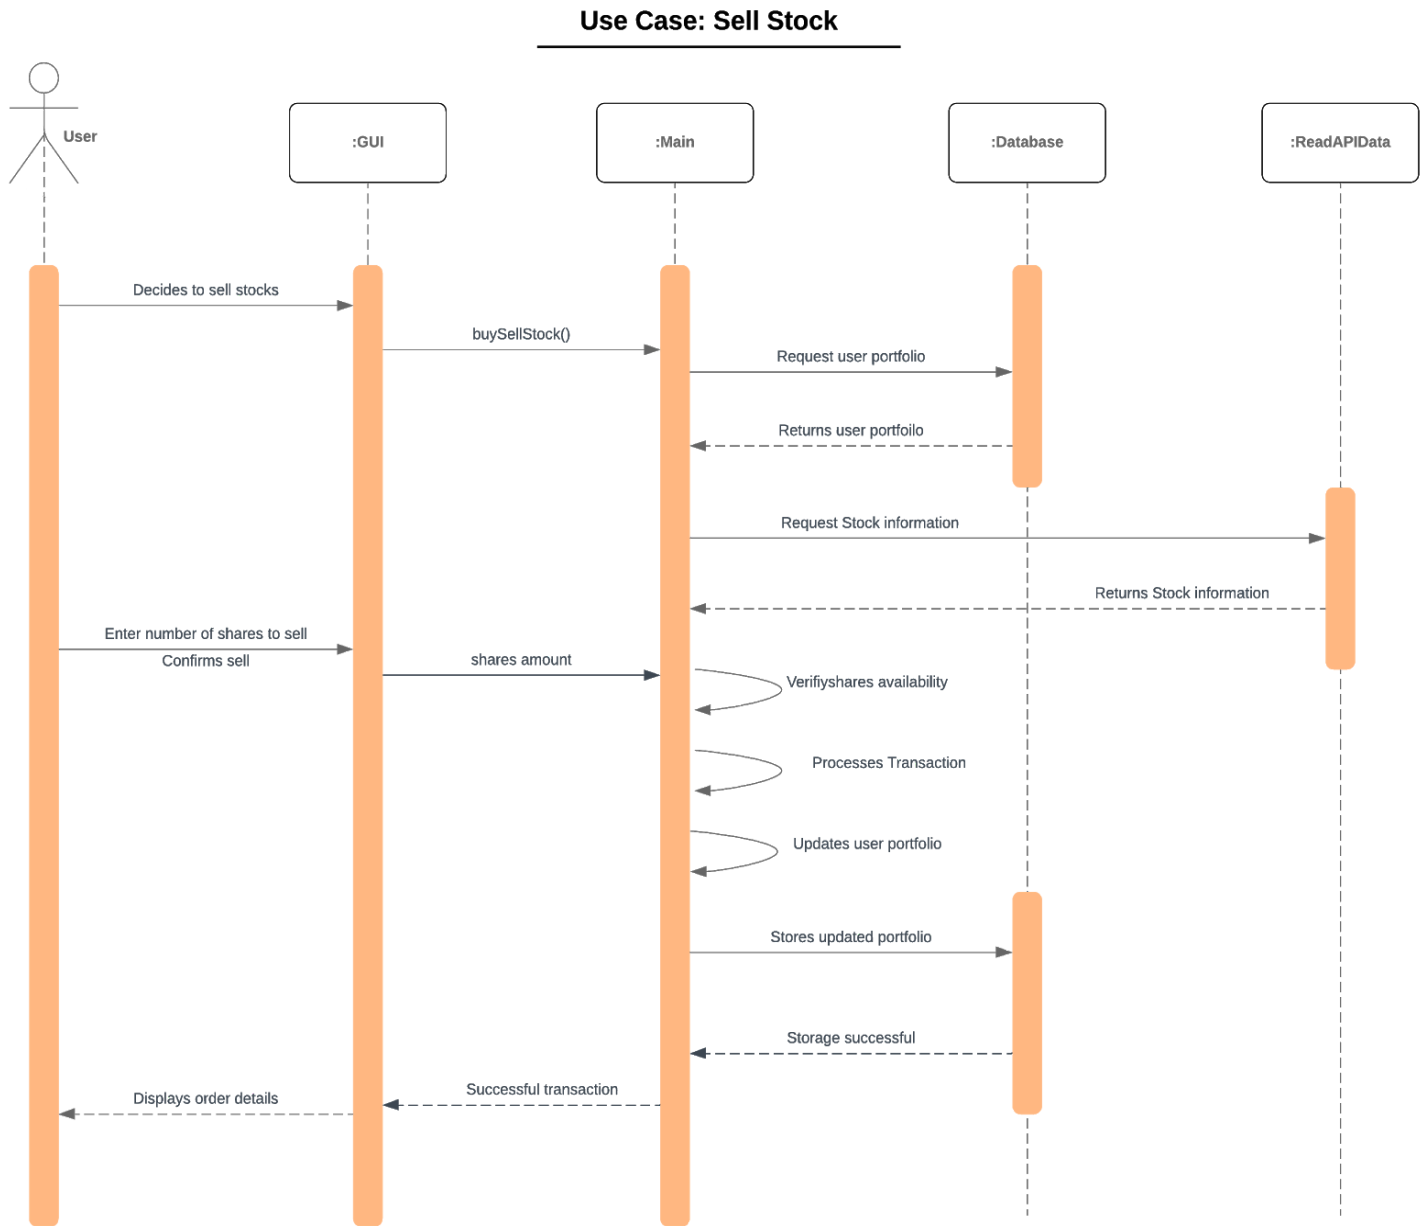 Use Case: Sell Stock
User
:GUI
:Main
:Database
:ReadAPIData
Decides to sell stocks
buySellStock()
Request user portfolio
Returns user portfoilo
Request Stock information
Returns Stock information
Enter number of shares to sell
Confirms sell
shares amount
Verifiyshares availability
Processes Transaction
Updates user portfolio
Stores updated portfolio
Storage successful
Successful transaction
Displays order details